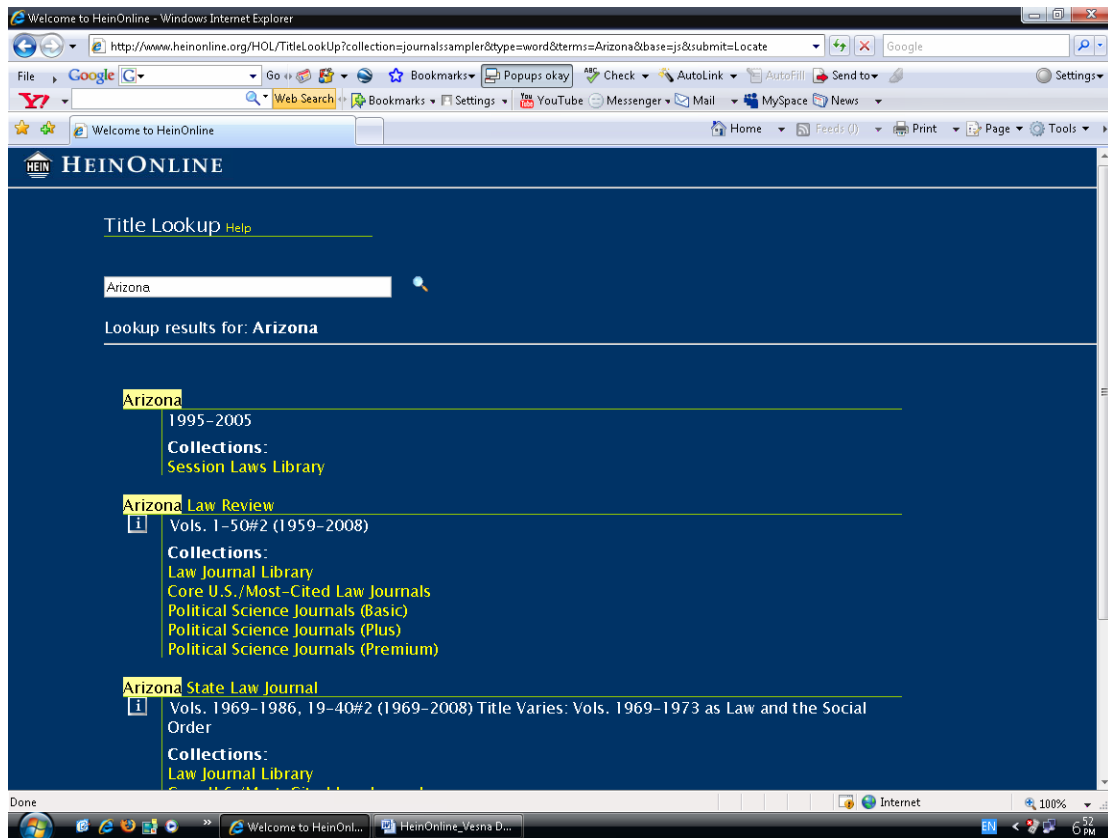 Welcome to HeinOnline - Windows Internet Explorer
http://www.heinonline.org/HOL/TitleLookUp?collection=journalssampler&type=word&terms=Arizona&base=js&submit=Locate
Google
File Google G Go Bookmarks Popups okay ABC Check AutoLink AutoFill Send to Settings
Y! Web Search Bookmarks Settings YouTube Messenger Mail MySpace News
Welcome to HeinOnline Home Feeds (J) Print Page Tools
HEIN HEINONLINE
Title Lookup Help
Arizona
Lookup results for: Arizona
Arizona
1995-2005
Collections:
Session Laws Library
Arizona Law Review
i Vols. 1-50#2 (1959-2008)
Collections:
Law Journal Library
Core U.S./Most-Cited Law Journals
Political Science Journals (Basic)
Political Science Journals (Plus)
Political Science Journals (Premium)
Arizona State Law Journal
i Vols. 1969-1986, 19-40#2 (1969-2008) Title Varies: Vols. 1969-1973 as Law and the Social
Order
Collections:
Law Journal Library
Done Internet 100%
Welcome to HeinOnl... HeinOnline_Vesna D... EN 6:52 PM